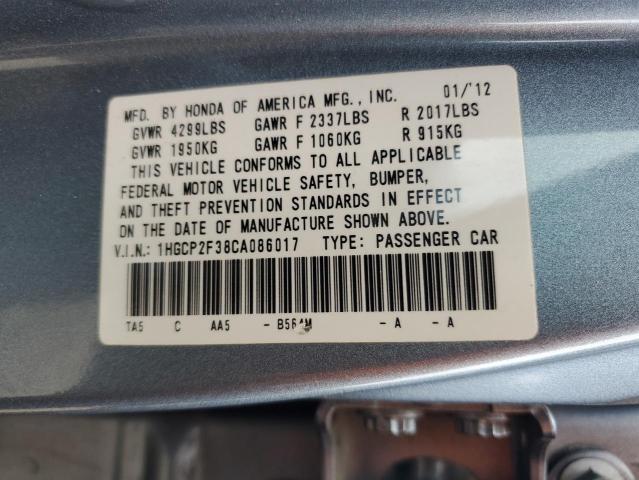 MFD. BY HONDA OF AMERICA MFG., INC. 01/'12
GVWR 4299LBS GAWR F 2337LBS R 2017LBS
GVWR 1950KG GAWR F 1060KG R 915KG
THIS VEHICLE CONFORMS TO ALL APPLICABLE
FEDERAL MOTOR VEHICLE SAFETY, BUMPER,
AND THEFT PREVENTION STANDARDS IN EFFECT
ON THE DATE OF MANUFACTURE SHOWN ABOVE.
V.I.N.: 1HGCP2F38CA086017 TYPE: PASSENGER CAR
TA5 C AA5 - B564M - A - A